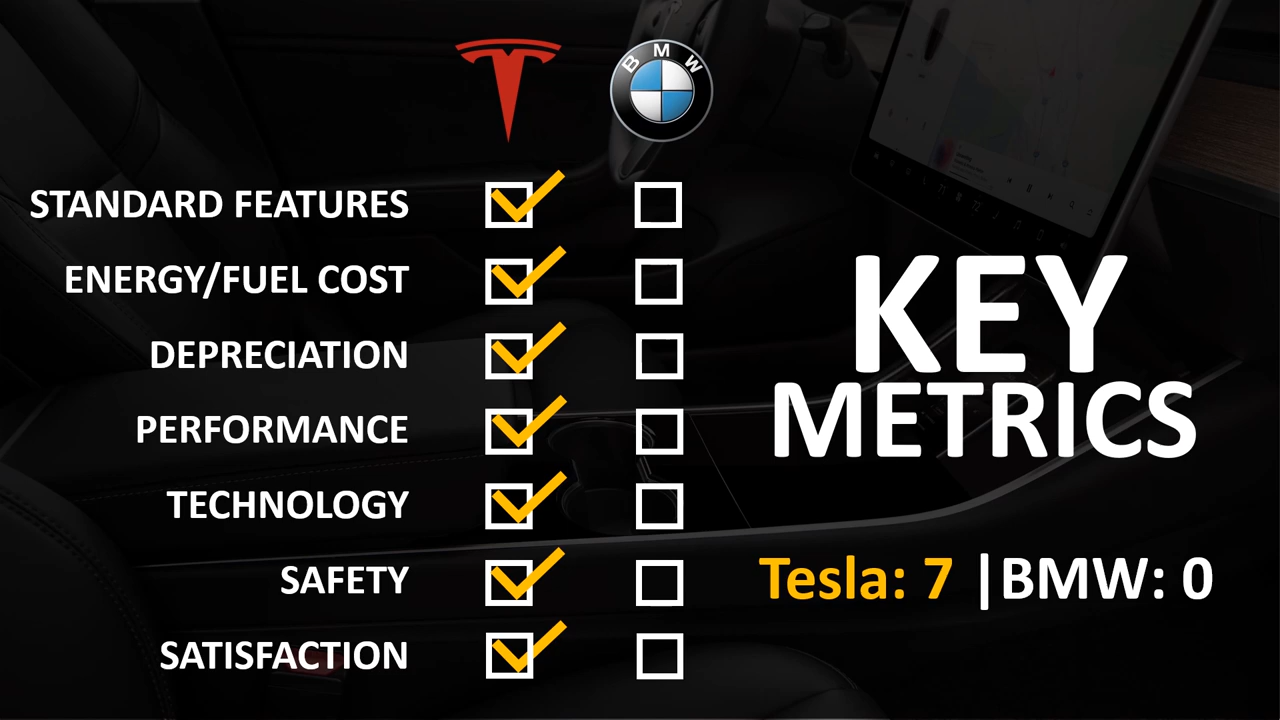 BMW
STANDARD FEATURES
ENERGY/FUEL COST
DEPRECIATION
PERFORMANCE
TECHNOLOGY
SAFETY
SATISFACTION
KEY
METRICS
Tesla: 7 |BMW: 0